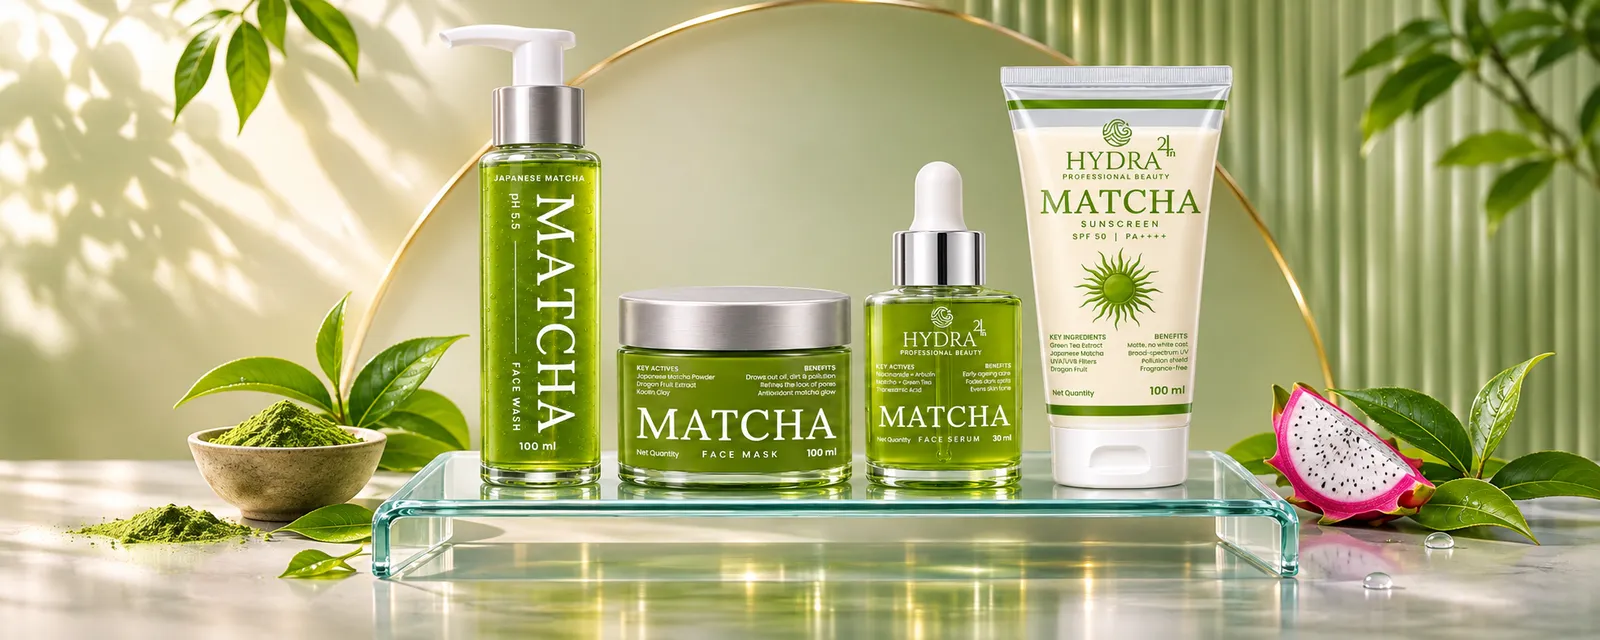 JAPANESE MATCHA
pH 5.5
MATCHA
FACE WASH
100 ml
KEY ACTIVES
Japanese Matcha Powder
Dragon Fruit Extract
Kaolin Clay
BENEFITS
Draws out oil, dirt & pollution
Refines the look of pores
Antioxidant matcha glow
MATCHA
Net Quantity
FACE MASK
100 ml
HYDRA 24h
PROFESSIONAL BEAUTY
KEY ACTIVES
Niacinamide + Arbutin
Matcha + Green Tea
Tranexamic Acid
BENEFITS
Early ageing care
Fades dark spots
Evens skin tone
MATCHA
Net Quantity
FACE SERUM
30 ml
HYDRA 24h
PROFESSIONAL BEAUTY
MATCHA
SUNSCREEN
SPF 50 | PA++++
KEY INGREDIENTS
Green Tea Extract
Japanese Matcha
UVA/UVB Filters
Dragon Fruit
BENEFITS
Matte, no white cast
Broad-spectrum UV
Pollution shield
Fragrance-free
Net Quantity
100 ml